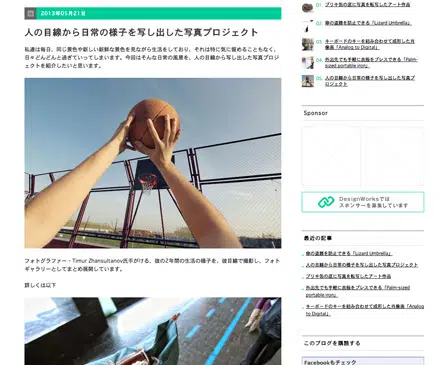 2013年05月21日
人の目線から日常の様子を写し出した写真プロジェクト
私達は毎日、同じ景色や新しい新鮮な景色を見ながら生活をしており、それらは特に気に留めることもなく、
日々どんどんと過ぎていってしまいます。今回はそんな日常の風景を、人の目線から写し出した写真プロジェ
クトを紹介したいと思います。
フォトグラファー・Timur Zhansultanov氏手がける、彼の2年間の生活の様子を、彼目線で撮影し、フォト
ギャラリーとしてまとめ展開しています。
詳しくは以下
02. ブリキ缶の底に写真を転写したアート作品
03. 傘の盗難を防止できる「Lizard Umbrella」
03. キーボードのキーを組み合わせて成形した肖
像画「Analog to Digital」
04. 外出先でも手軽に衣服をプレスできる「Palm-
sized portable iron」
05. 人の目線から日常の様子を写し出した写真プ
ロジェクト
Sponsor
DesignWorksでは
スポンサーを募集しています
最近の記事
傘の盗難を防止できる「Lizard Umbrella」
人の目線から日常の様子を写し出した写真プロジェクト
ブリキ缶の底に写真を転写したアート作品
外出先でも手軽に衣服をプレスできる「Palm-sized
portable iron」
キーボードのキーを組み合わせて成形した肖像画「Analog
to Digital」
このブログを購読する
Facebookもチェック